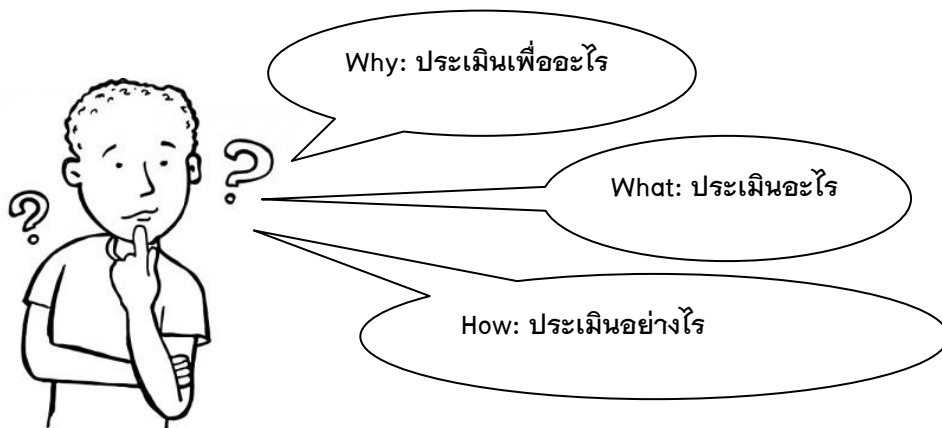 Why: ประเมินเพื่ออะไร
What: ประเมินอะไร
How: ประเมินอย่างไร
? 
?